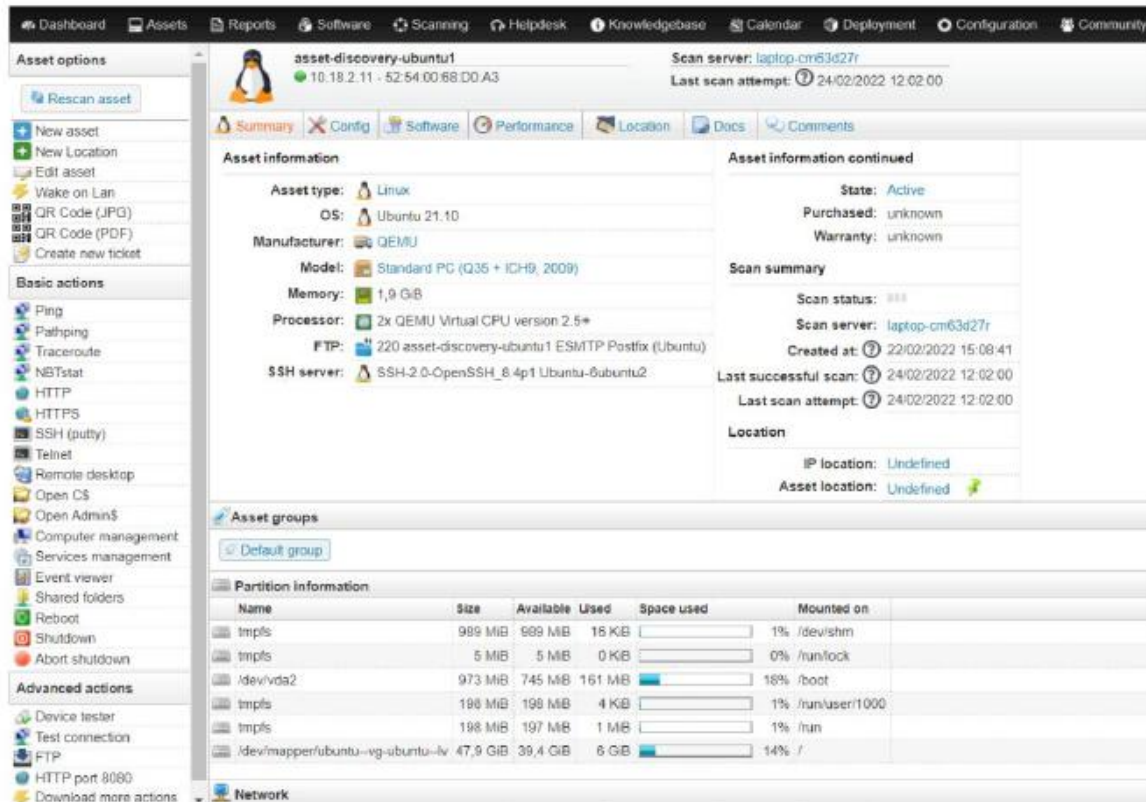 Dashboard Assets Reports Software Scanning Helpdesk Knowledgebase Calendar Deployment Configuration Community
Asset options
Rescan asset
New asset
New Location
Edit asset
Wake on Lan
QR Code (JPG)
QR Code (PDF)
Create new ticket
Basic actions
Ping
Pathping
Traceroute
NBTstat
HTTP
HTTPS
SSH (putty)
Telnet
Remote desktop
Open C$
Open Admin$
Computer management
Services management
Event viewer
Shared folders
Reboot
Shutdown
Abort shutdown
Advanced actions
Device tester
Test connection
FTP
HTTP port 8080
Download more actions
asset-discovery-ubuntu1
10.18.2.11 - 52:54:00:68:D0:A3
Scan server: laptop-cm63d27r
Last scan attempt: ? 24/02/2022 12:02:00
Summary Config Software Performance Location Docs Comments
Asset information
Asset type: Linux
OS: Ubuntu 21.10
Manufacturer: QEMU
Model: Standard PC (Q35 + ICH9, 2009)
Memory: 1,9 GiB
Processor: 2x QEMU Virtual CPU version 2.5+
FTP: 220 asset-discovery-ubuntu1 ESMTP Postfix (Ubuntu)
SSH server: SSH-2.0-OpenSSH_8.4p1 Ubuntu-6ubuntu2
Asset information continued
State: Active
Purchased: unknown
Warranty: unknown
Scan summary
Scan status:
Scan server: laptop-cm63d27r
Created at: ? 22/02/2022 15:08:41
Last successful scan: ? 24/02/2022 12:02:00
Last scan attempt: ? 24/02/2022 12:02:00
Location
IP location: Undefined
Asset location: Undefined
Asset groups
Default group
Partition information
Name Size Available Used Space used Mounted on
tmpfs 989 MiB 989 MiB 16 KiB 1% /dev/shm
tmpfs 5 MiB 5 MiB 0 KiB 0% /run/lock
/dev/vda2 973 MiB 745 MiB 161 MiB 18% /boot
tmpfs 198 MiB 198 MiB 4 KiB 1% /run/user/1000
tmpfs 198 MiB 197 MiB 1 MiB 1% /run
/dev/mapper/ubuntu--vg-ubuntu--lv 47,9 GiB 39,4 GiB 6 GiB 14% /
Network